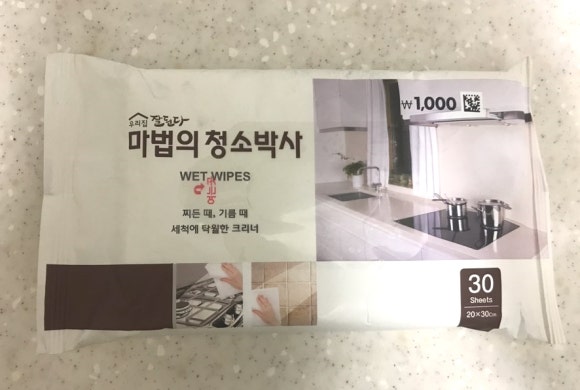 우리집 잘 된다
마법의 청소박사
WET WIPES
찌든 때, 기름 때
세척에 탁월한 크리너
₩1,000
30
Sheets
20×30cm